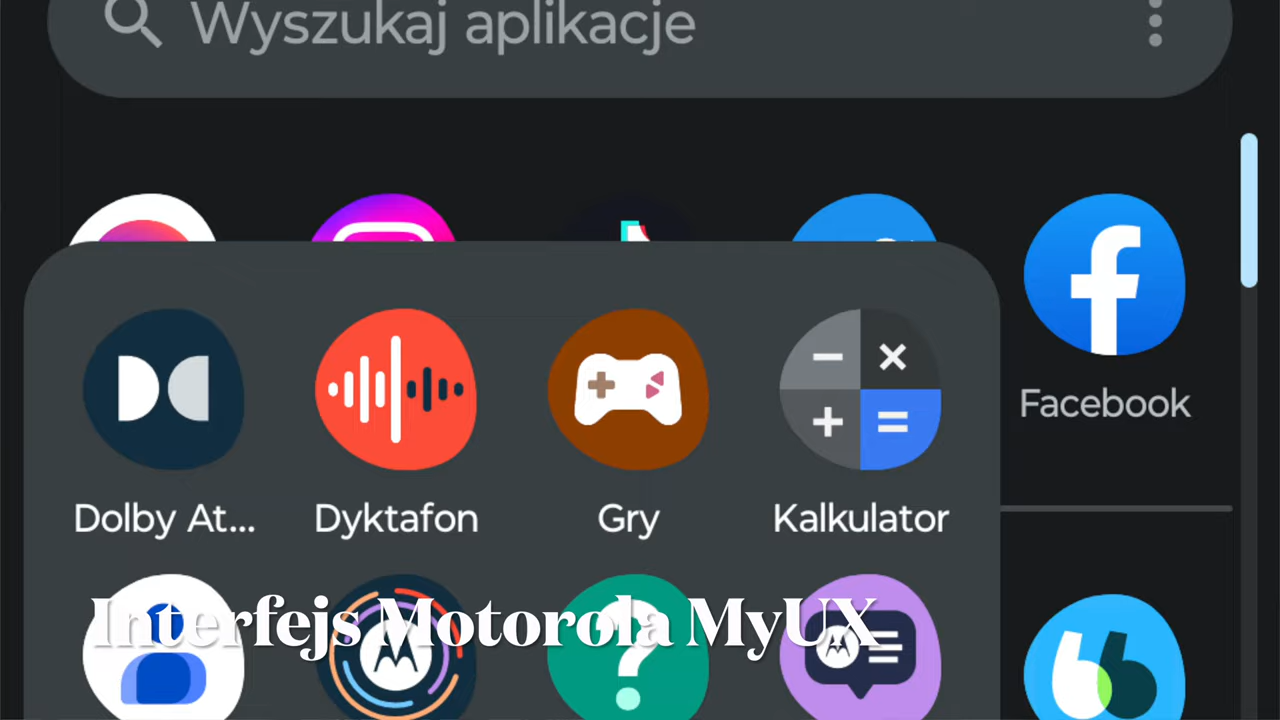 Wyszukaj aplikacje
Facebook
Dolby At... Dyktafon Gry Kalkulator
Interfejs Motorola MyUX